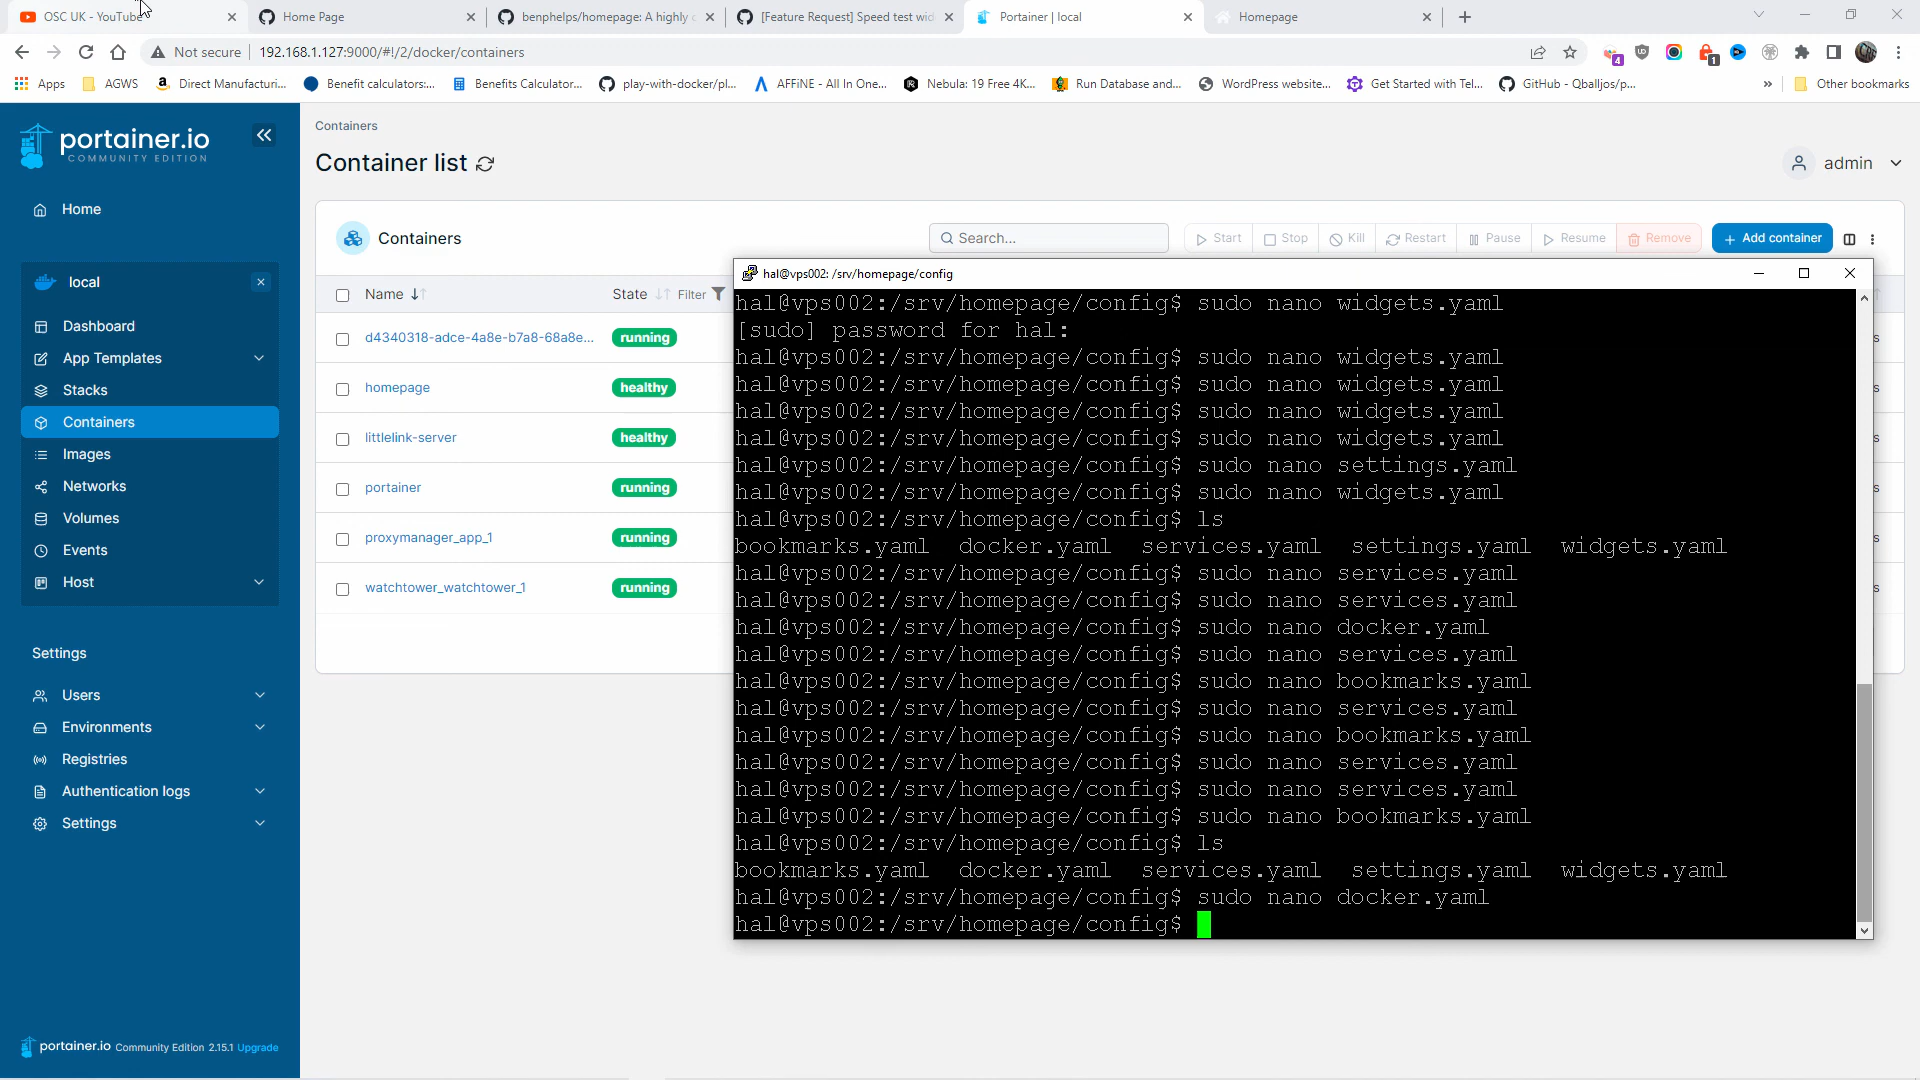 OSC UK - YouTube
Home Page
benphelps/homepage: A highly c
[Feature Request] Speed test wid
Portainer | local
Homepage
Not secure
192.168.1.127:9000/#!/2/docker/containers
Apps
AGWS
Direct Manufacturi...
Benefit calculators:...
Benefits Calculator...
play-with-docker/pl...
AFFiNE - All In One...
Nebula: 19 Free 4K...
Run Database and...
WordPress website...
Get Started with Tel...
GitHub - Qballjos/p...
»
Other bookmarks
portainer.io
COMMUNITY EDITION
Home
local
Dashboard
App Templates
Stacks
Containers
Images
Networks
Volumes
Events
Host
Settings
Users
Environments
Registries
Authentication logs
Settings
portainer.io Community Edition 2.15.1 Upgrade
Containers
Container list
admin
Containers
Search...
Start
Stop
Kill
Restart
Pause
Resume
Remove
+ Add container
Name
State
Filter
d4340318-adce-4a8e-b7a8-68a8e...
running
homepage
healthy
littlelink-server
healthy
portainer
running
proxymanager_app_1
running
watchtower_watchtower_1
running
hal@vps002: /srv/homepage/config
hal@vps002:/srv/homepage/config$ sudo nano widgets.yaml
[sudo] password for hal:
hal@vps002:/srv/homepage/config$ sudo nano widgets.yaml
hal@vps002:/srv/homepage/config$ sudo nano widgets.yaml
hal@vps002:/srv/homepage/config$ sudo nano widgets.yaml
hal@vps002:/srv/homepage/config$ sudo nano widgets.yaml
hal@vps002:/srv/homepage/config$ sudo nano settings.yaml
hal@vps002:/srv/homepage/config$ sudo nano widgets.yaml
hal@vps002:/srv/homepage/config$ ls
bookmarks.yaml docker.yaml services.yaml settings.yaml widgets.yaml
hal@vps002:/srv/homepage/config$ sudo nano services.yaml
hal@vps002:/srv/homepage/config$ sudo nano services.yaml
hal@vps002:/srv/homepage/config$ sudo nano docker.yaml
hal@vps002:/srv/homepage/config$ sudo nano services.yaml
hal@vps002:/srv/homepage/config$ sudo nano bookmarks.yaml
hal@vps002:/srv/homepage/config$ sudo nano services.yaml
hal@vps002:/srv/homepage/config$ sudo nano bookmarks.yaml
hal@vps002:/srv/homepage/config$ sudo nano services.yaml
hal@vps002:/srv/homepage/config$ sudo nano services.yaml
hal@vps002:/srv/homepage/config$ sudo nano bookmarks.yaml
hal@vps002:/srv/homepage/config$ ls
bookmarks.yaml docker.yaml services.yaml settings.yaml widgets.yaml
hal@vps002:/srv/homepage/config$ sudo nano docker.yaml
hal@vps002:/srv/homepage/config$